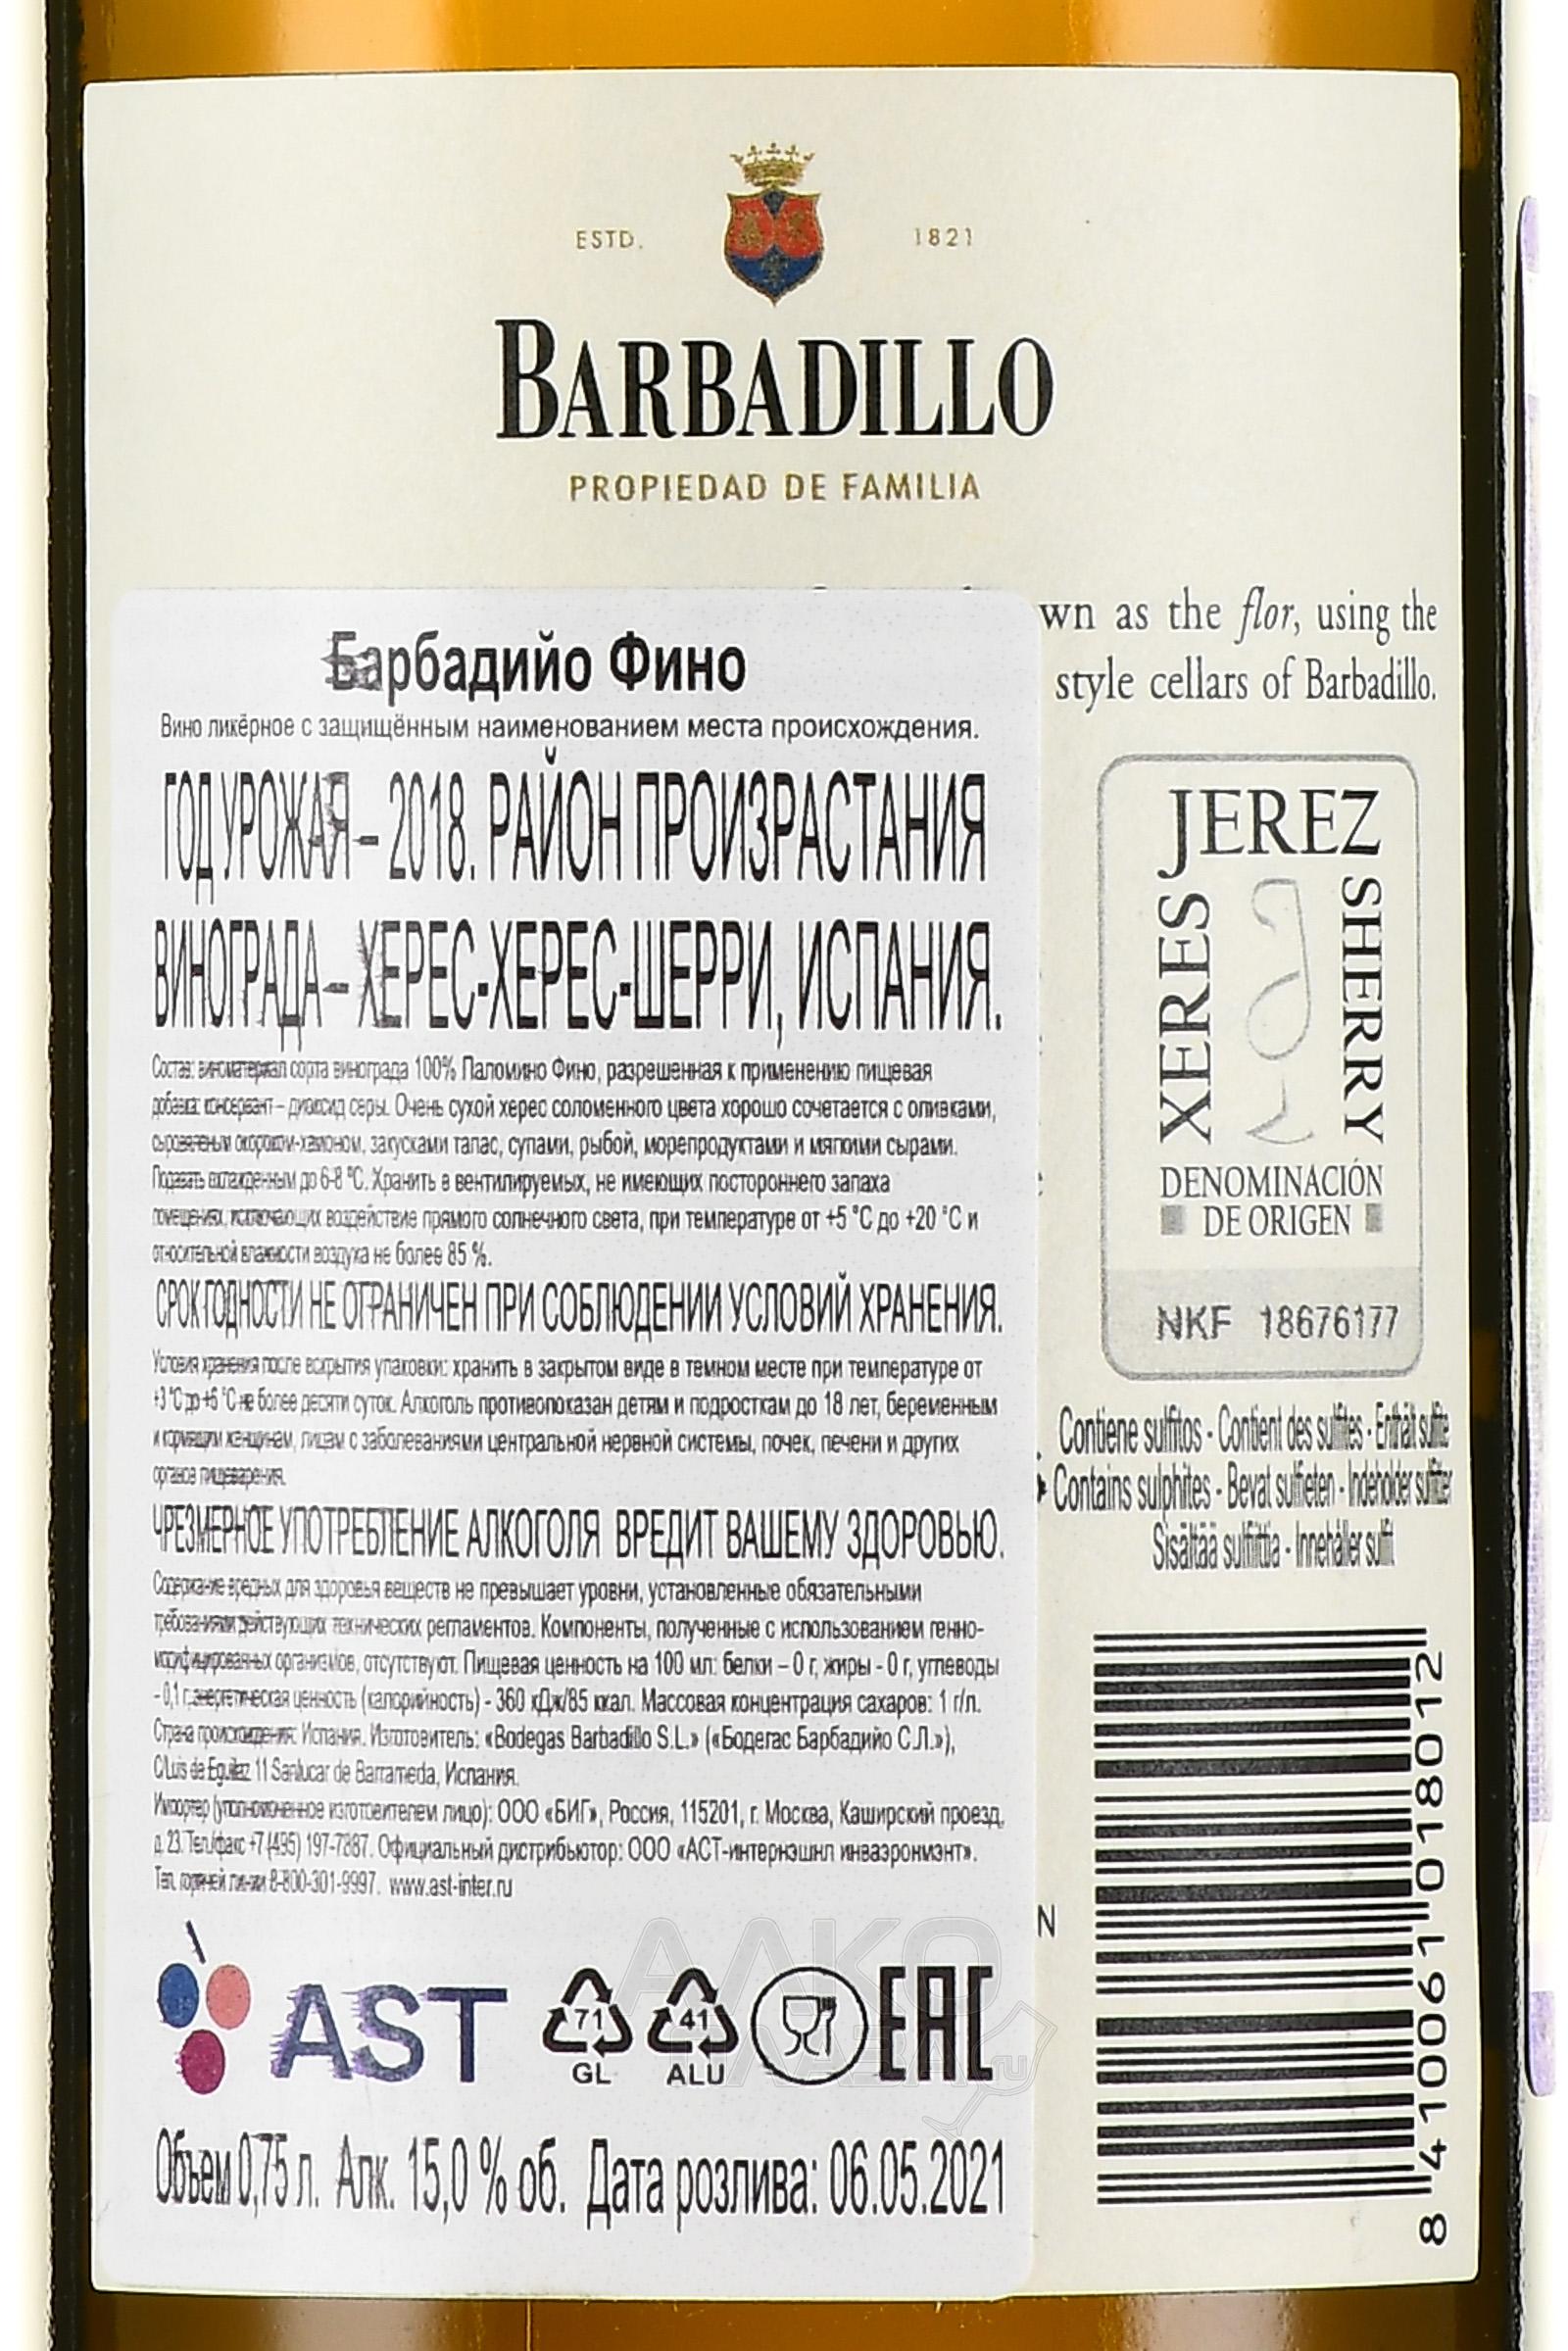 ESTD. 1821
BARBADILLO
PROPIEDAD DE FAMILIA
wn as the flor, using the
style cellars of Barbadillo.
Барбадийо Фино
Вино ликёрное с защищённым наименованием места происхождения.
ГОД УРОЖАЯ – 2018. РАЙОН ПРОИЗРАСТАНИЯ
ВИНОГРАДА – ХЕРЕС-ХЕРЕС-ШЕРРИ, ИСПАНИЯ.
Состав: виноматериал сорта винограда 100% Паломино Фино, разрешенная к применению пищевая
добавка: консервант – диоксид серы. Очень сухой херес соломенного цвета хорошо сочетается с оливками,
сыровяленым окороком-хамоном, закусками тапас, супами, рыбой, морепродуктами и мягкими сырами.
Подавать охлажденным до 6-8 °С. Хранить в вентилируемых, не имеющих постороннего запаха
помещениях, исключающих воздействие прямого солнечного света, при температуре от +5 °С до +20 °С и
относительной влажности воздуха не более 85 %.
СРОК ГОДНОСТИ НЕ ОГРАНИЧЕН ПРИ СОБЛЮДЕНИИ УСЛОВИЙ ХРАНЕНИЯ.
Условия хранения после вскрытия упаковки: хранить в закрытом виде в темном месте при температуре от
+3 °С до +6 °С не более десяти суток. Алкоголь противопоказан детям и подросткам до 18 лет, беременным
и кормящим женщинам, лицам с заболеваниями центральной нервной системы, почек, печени и других
органов пищеварения.
ЧРЕЗМЕРНОЕ УПОТРЕБЛЕНИЕ АЛКОГОЛЯ ВРЕДИТ ВАШЕМУ ЗДОРОВЬЮ.
Содержание вредных для здоровья веществ не превышает уровни, установленные обязательными
требованиями действующих технических регламентов. Компоненты, полученные с использованием генно-
модифицированных организмов, отсутствуют. Пищевая ценность на 100 мл: белки – 0 г, жиры - 0 г, углеводы
- 0,1 г, энергетическая ценность (калорийность) - 360 кДж/85 ккал. Массовая концентрация сахаров: 1 г/л.
Страна происхождения: Испания. Изготовитель: «Bodegas Barbadillo S.L.» («Бодегас Барбадийо С.Л.»),
C/Luis de Eguilaz 11 Sanlucar de Barrameda, Испания.
Импортер (уполномоченное изготовителем лицо): ООО «БИГ», Россия, 115201, г. Москва, Каширский проезд,
д. 23. Тел./факс +7 (495) 197-7887. Официальный дистрибьютор: ООО «АСТ-интернэшнл инваэронмэнт».
Тел. горячей линии 8-800-301-9997. www.ast-inter.ru
AST 71 GL 41 ALU EAC
Объем 0,75 л. Алк. 15,0 % об. Дата розлива: 06.05.2021
JEREZ
XERES
SHERRY
DENOMINACIÓN
DE ORIGEN
NKF 18676177
Contiene sulfitos - Contient des sulfites - Enthält sulfite
Contains sulphites - Bevat sulfieten - Indeholder sulfitter
Sisältää sulfiittia - Innehåller sulfit
N
8 410061 018012
АЛКО